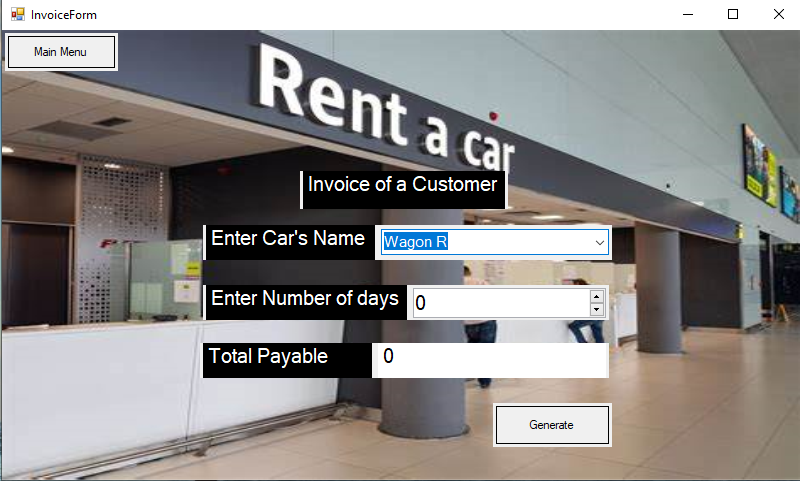 InvoiceForm
Main Menu
Rent a car
Invoice of a Customer
Enter Car's Name Wagon R
Enter Number of days 0
Total Payable 0
Generate